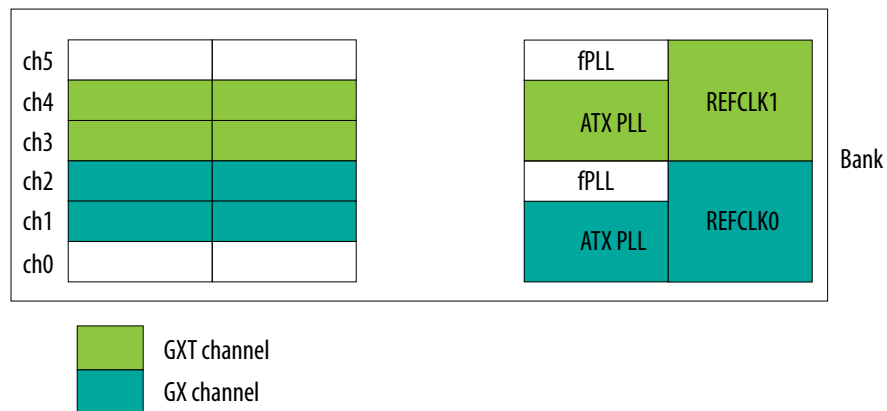 ch5
ch4
ch3
ch2
ch1
ch0
fPLL
ATX PLL
REFCLK1
fPLL
ATX PLL
REFCLK0
Bank
GXT channel
GX channel